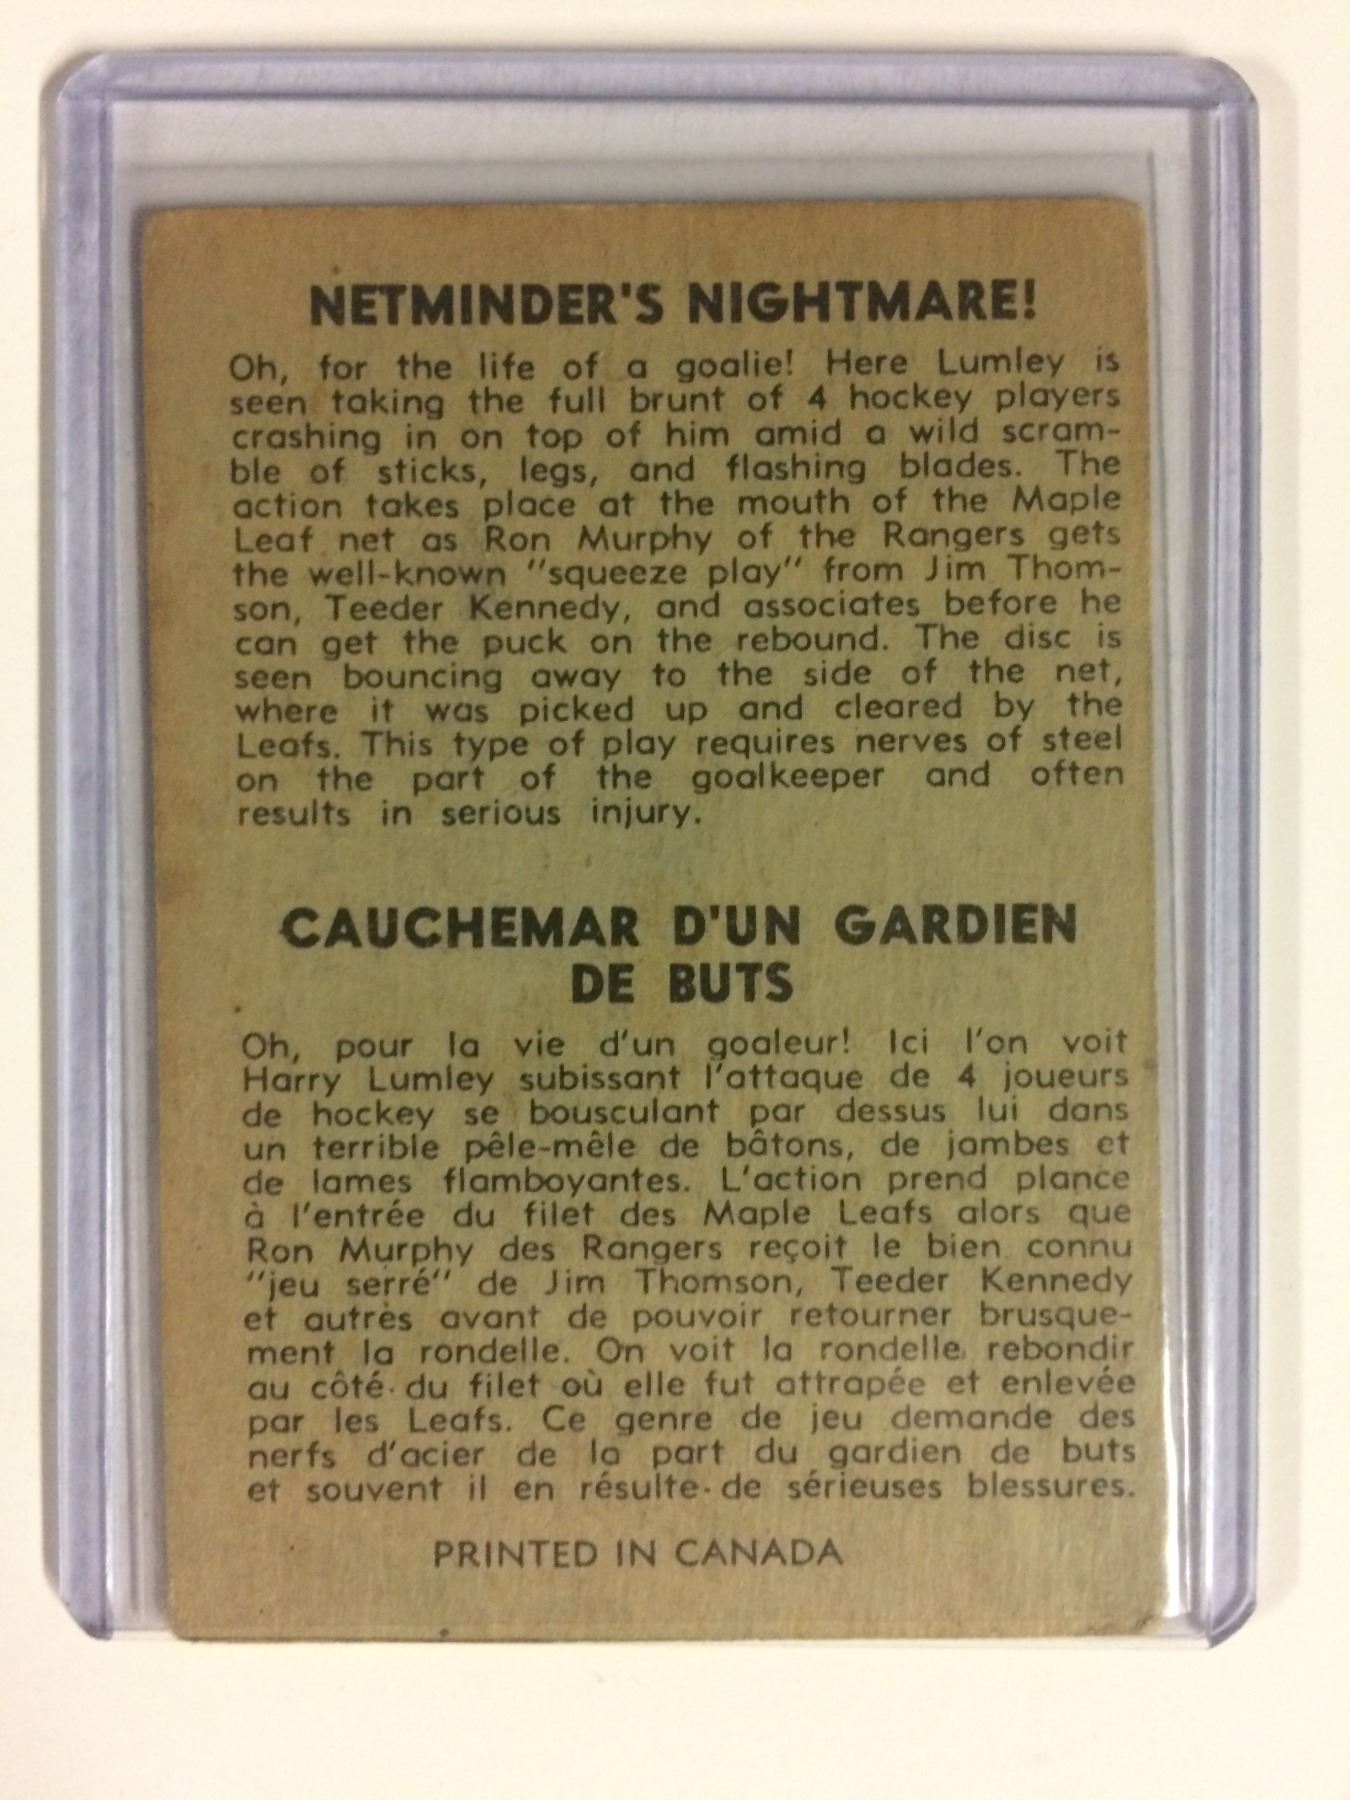 NETMINDER'S NIGHTMARE!
Oh, for the life of a goalie! Here Lumley is
seen taking the full brunt of 4 hockey players
crashing in on top of him amid a wild scram-
ble of sticks, legs, and flashing blades. The
action takes place at the mouth of the Maple
Leaf net as Ron Murphy of the Rangers gets
the well-known "squeeze play" from Jim Thom-
son, Teeder Kennedy, and associates before he
can get the puck on the rebound. The disc is
seen bouncing away to the side of the net,
where it was picked up and cleared by the
Leafs. This type of play requires nerves of steel
on the part of the goalkeeper and often
results in serious injury.
CAUCHEMAR D'UN GARDIEN
DE BUTS
Oh, pour la vie d'un goaleur! Ici l'on voit
Harry Lumley subissant l'attaque de 4 joueurs
de hockey se bousculant par dessus lui dans
un terrible pêle-mêle de bâtons, de jambes et
de lames flamboyantes. L'action prend plance
à l'entrée du filet des Maple Leafs alors que
Ron Murphy des Rangers reçoit le bien connu
"jeu serré" de Jim Thomson, Teeder Kennedy
et autrès avant de pouvoir retourner brusque-
ment la rondelle. On voit la rondelle rebondir
au côté du filet où elle fut attrapée et enlevée
par les Leafs. Ce genre de jeu demande des
nerfs d'acier de la part du gardien de buts
et souvent il en résulte de sérieuses blessures.
PRINTED IN CANADA